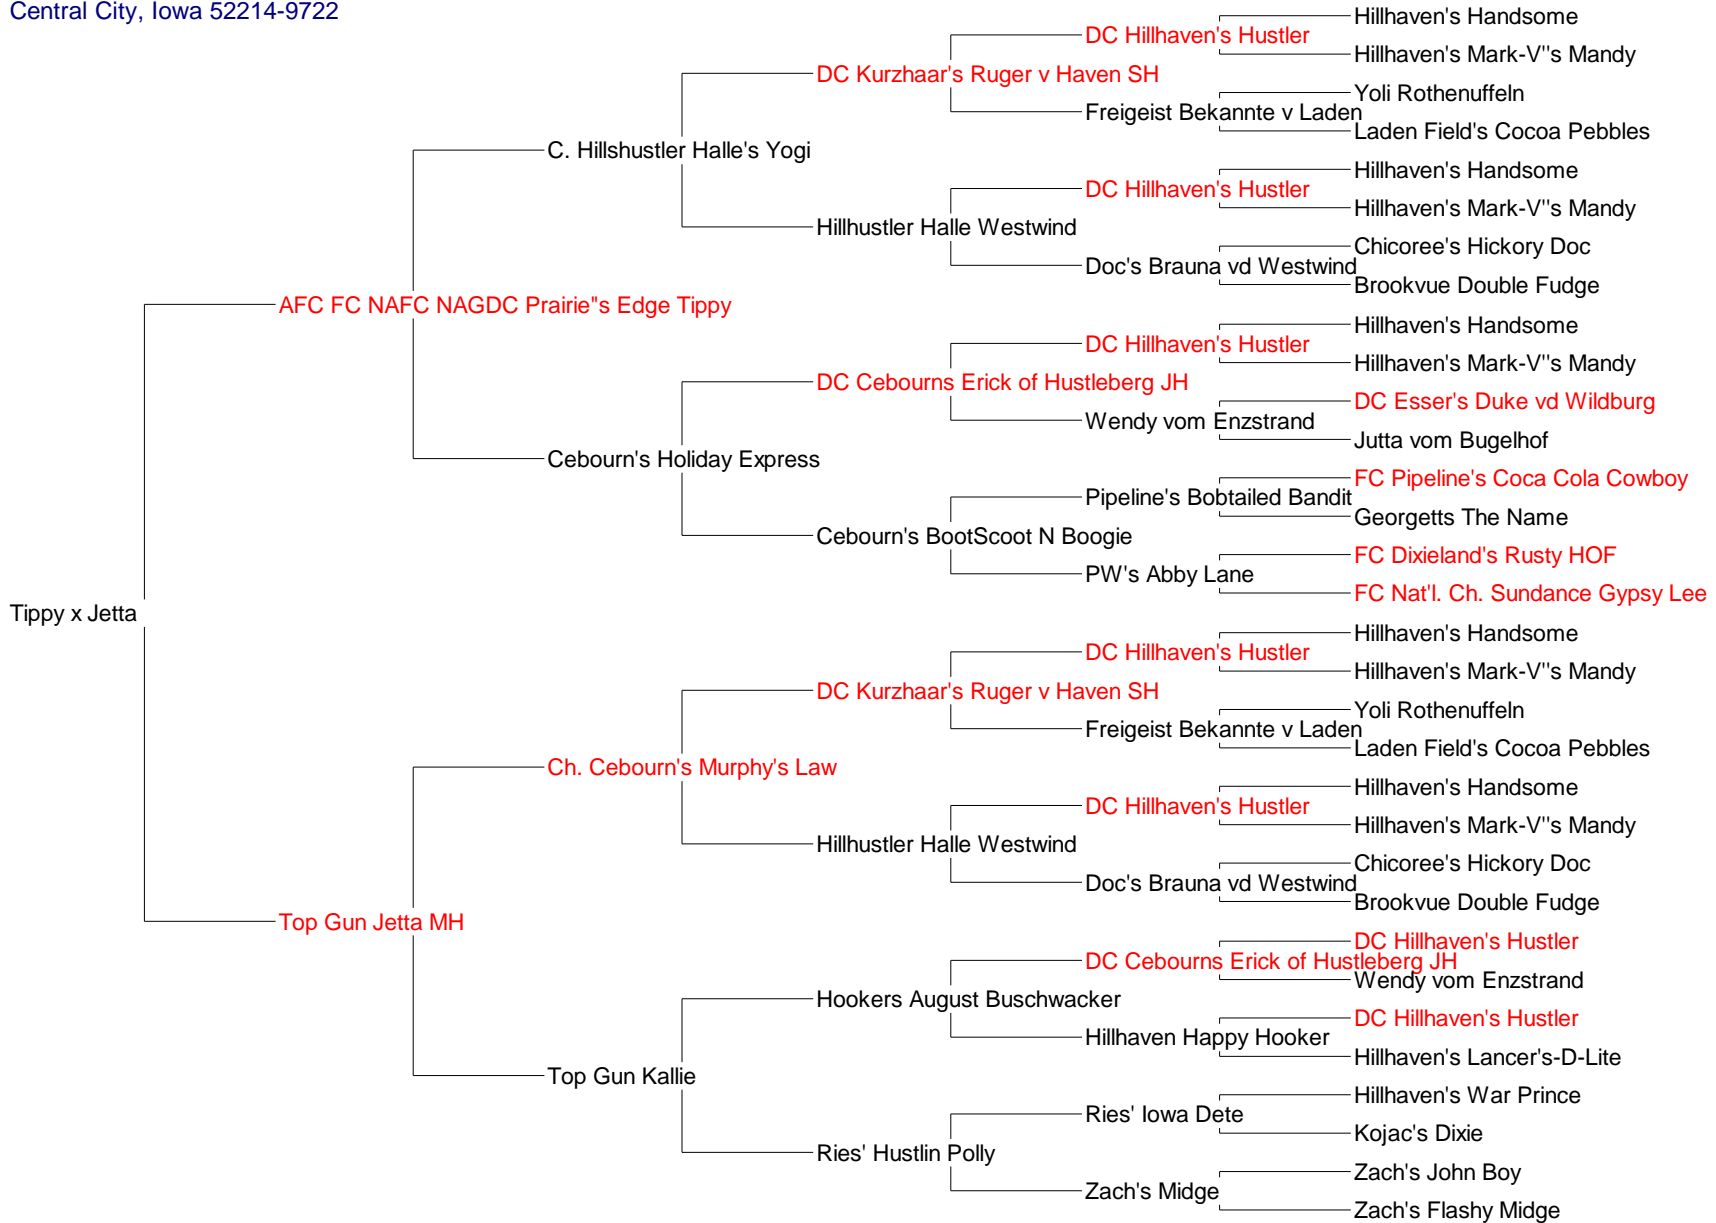 Central City, Iowa 52214-9722
Hillhaven's Handsome
DC Hillhaven's Hustler
Hillhaven's Mark-V"s Mandy
DC Kurzhaar's Ruger v Haven SH
Yoli Rothenuffeln
Freigeist Bekannte v Laden
Laden Field's Cocoa Pebbles
C. Hillshustler Halle's Yogi
Hillhaven's Handsome
DC Hillhaven's Hustler
Hillhaven's Mark-V"s Mandy
Hillhustler Halle Westwind
Chicoree's Hickory Doc
Doc's Brauna vd Westwind
Brookvue Double Fudge
AFC FC NAFC NAGDC Prairie"s Edge Tippy
Hillhaven's Handsome
DC Hillhaven's Hustler
Hillhaven's Mark-V"s Mandy
DC Cebourns Erick of Hustleberg JH
DC Esser's Duke vd Wildburg
Wendy vom Enzstrand
Jutta vom Bugelhof
Cebourn's Holiday Express
FC Pipeline's Coca Cola Cowboy
Pipeline's Bobtailed Bandit
Georgetts The Name
Cebourn's BootScoot N Boogie
FC Dixieland's Rusty HOF
PW's Abby Lane
FC Nat'l. Ch. Sundance Gypsy Lee
Tippy x Jetta
Hillhaven's Handsome
DC Hillhaven's Hustler
Hillhaven's Mark-V"s Mandy
DC Kurzhaar's Ruger v Haven SH
Yoli Rothenuffeln
Freigeist Bekannte v Laden
Laden Field's Cocoa Pebbles
Ch. Cebourn's Murphy's Law
Hillhaven's Handsome
DC Hillhaven's Hustler
Hillhaven's Mark-V"s Mandy
Hillhustler Halle Westwind
Chicoree's Hickory Doc
Doc's Brauna vd Westwind
Brookvue Double Fudge
Top Gun Jetta MH
DC Hillhaven's Hustler
DC Cebourns Erick of Hustleberg JH
Wendy vom Enzstrand
Hookers August Buschwacker
DC Hillhaven's Hustler
Hillhaven Happy Hooker
Hillhaven's Lancer's-D-Lite
Top Gun Kallie
Hillhaven's War Prince
Ries' Iowa Dete
Kojac's Dixie
Ries' Hustlin Polly
Zach's John Boy
Zach's Midge
Zach's Flashy Midge